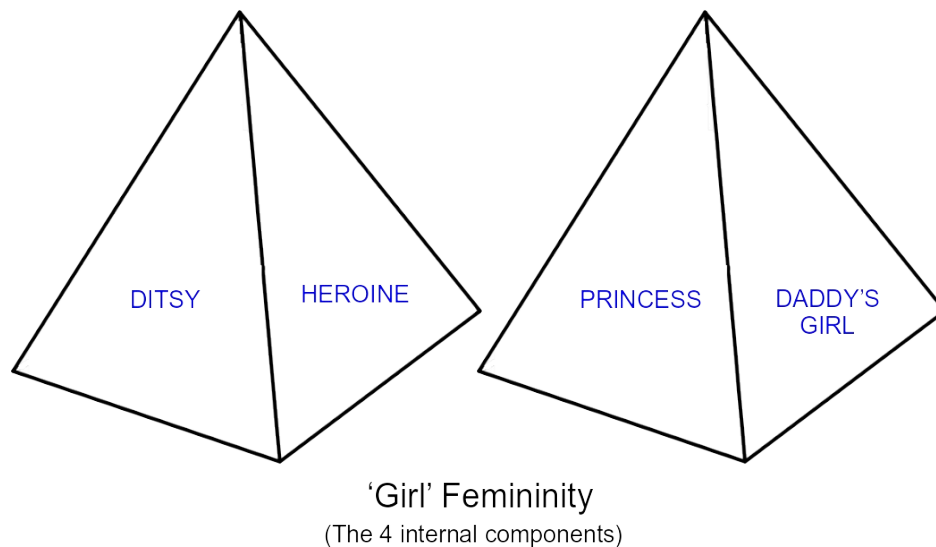 DITSY
HEROINE
PRINCESS
DADDY'S
GIRL
‘Girl’ Femininity
(The 4 internal components)